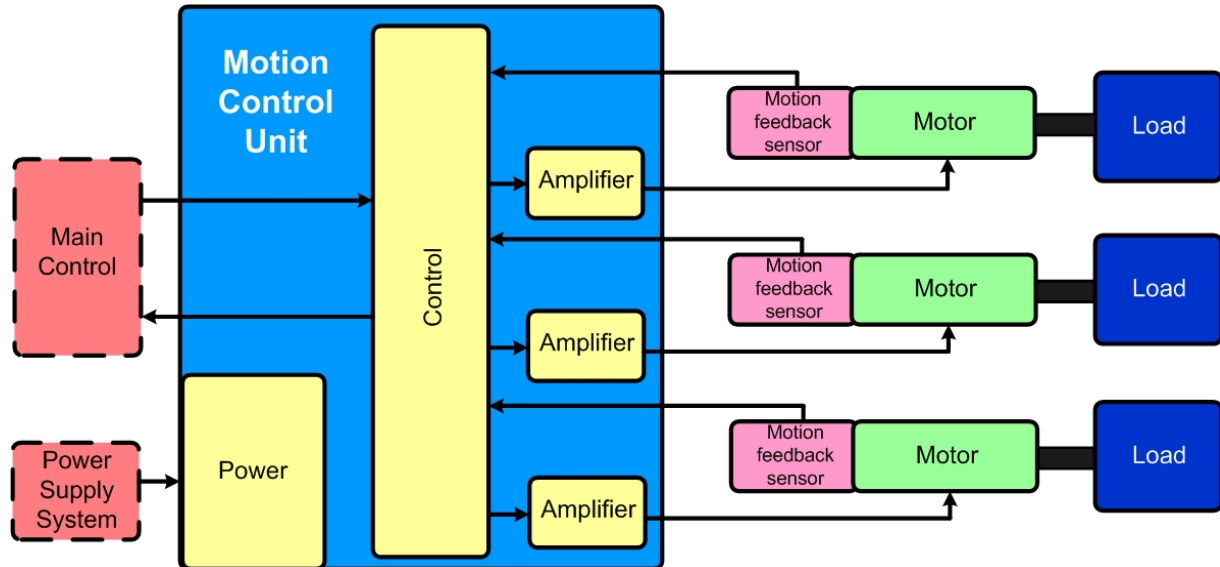 Motion
Control
Unit
Main
Control
Power
Supply
System
Power
Control
Amplifier
Amplifier
Amplifier
Motion
feedback
sensor
Motor
Load
Motion
feedback
sensor
Motor
Load
Motion
feedback
sensor
Motor
Load